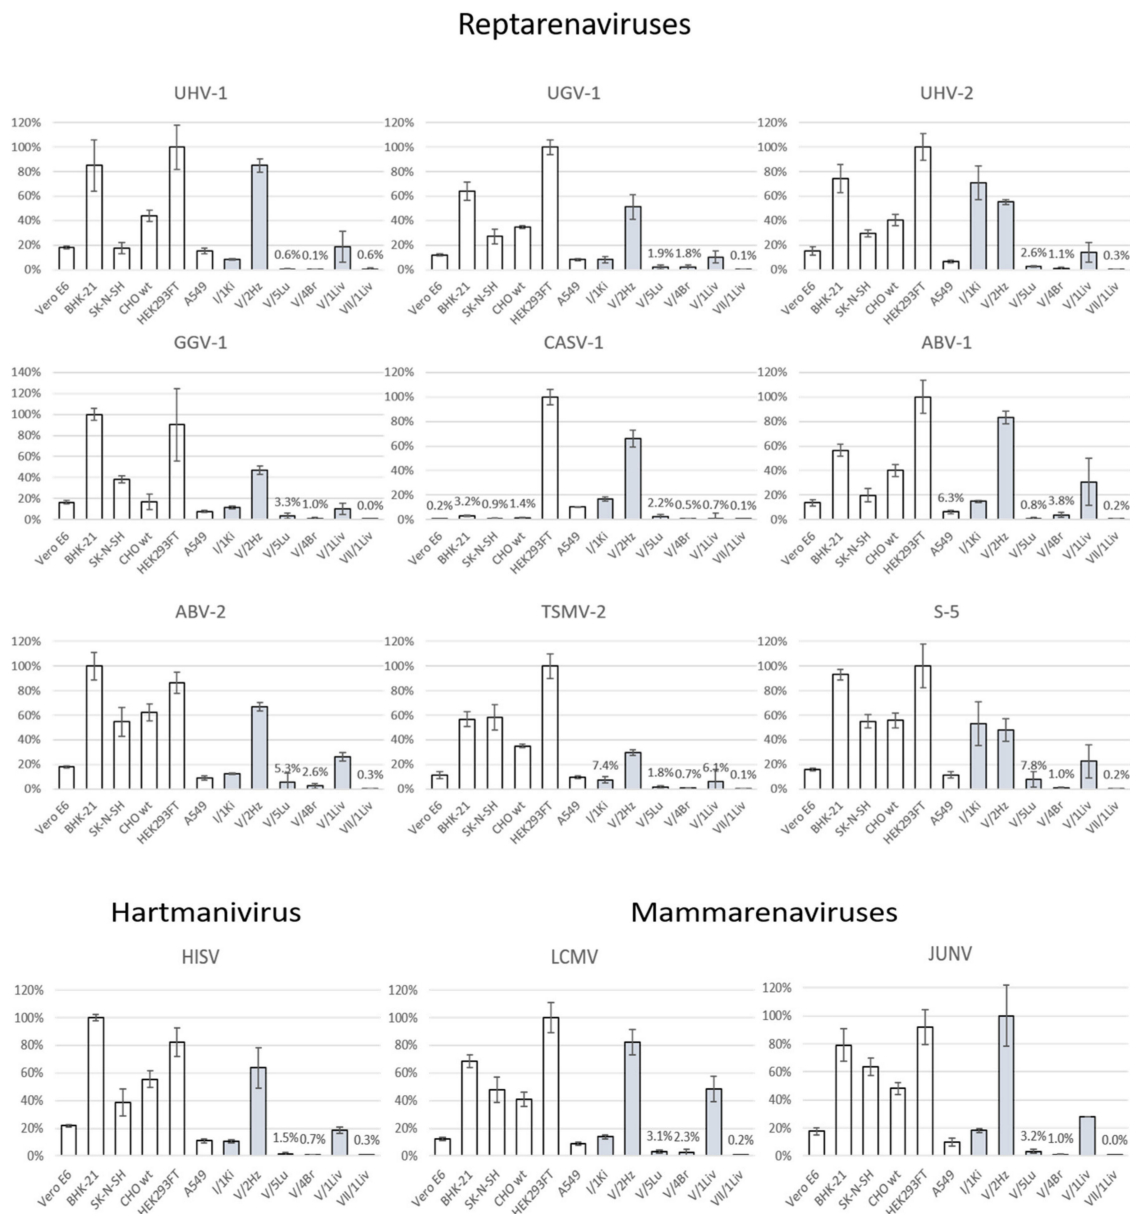 Reptarenaviruses
UHV-1
120%
100%
80%
60%
40%
20%
0%
0.6% 0.1% 0.6%
Vero E6 BHK-21 SK-N-SH CHO wt HEK293FT A549 I/1Ki V/2Hz V/5Lu V/4Br V/1Liv VII/1Liv
UGV-1
120%
100%
80%
60%
40%
20%
0%
1.9% 1.8% 0.1%
Vero E6 BHK-21 SK-N-SH CHO wt HEK293FT A549 I/1Ki V/2Hz V/5Lu V/4Br V/1Liv VII/1Liv
UHV-2
120%
100%
80%
60%
40%
20%
0%
2.6% 1.1% 0.3%
Vero E6 BHK-21 SK-N-SH CHO wt HEK293FT A549 I/1Ki V/2Hz V/5Lu V/4Br V/1Liv VII/1Liv
GGV-1
140%
120%
100%
80%
60%
40%
20%
0%
3.3% 1.0% 0.0%
Vero E6 BHK-21 SK-N-SH CHO wt HEK293FT A549 I/1Ki V/2Hz V/5Lu V/4Br V/1Liv VII/1Liv
CASV-1
120%
100%
80%
60%
40%
20%
0%
0.2% 3.2% 0.9% 1.4% 2.2% 0.5% 0.7% 0.1%
Vero E6 BHK-21 SK-N-SH CHO wt HEK293FT A549 I/1Ki V/2Hz V/5Lu V/4Br V/1Liv VII/1Liv
ABV-1
120%
100%
80%
60%
40%
20%
0%
6.3% 0.8% 3.8% 0.2%
Vero E6 BHK-21 SK-N-SH CHO wt HEK293FT A549 I/1Ki V/2Hz V/5Lu V/4Br V/1Liv VII/1Liv
ABV-2
120%
100%
80%
60%
40%
20%
0%
5.3% 2.6% 0.3%
Vero E6 BHK-21 SK-N-SH CHO wt HEK293FT A549 I/1Ki V/2Hz V/5Lu V/4Br V/1Liv VII/1Liv
TSMV-2
120%
100%
80%
60%
40%
20%
0%
7.4% 1.8% 0.7% 6.1% 0.1%
Vero E6 BHK-21 SK-N-SH CHO wt HEK293FT A549 I/1Ki V/2Hz V/5Lu V/4Br V/1Liv VII/1Liv
S-5
120%
100%
80%
60%
40%
20%
0%
7.8% 1.0% 0.2%
Vero E6 BHK-21 SK-N-SH CHO wt HEK293FT A549 I/1Ki V/2Hz V/5Lu V/4Br V/1Liv VII/1Liv
Hartmanivirus
HISV
120%
100%
80%
60%
40%
20%
0%
1.5% 0.7% 0.3%
Vero E6 BHK-21 SK-N-SH CHO wt HEK293FT A549 I/1Ki V/2Hz V/5Lu V/4Br V/1Liv VII/1Liv
Mammarenaviruses
LCMV
120%
100%
80%
60%
40%
20%
0%
3.1% 2.3% 0.2%
Vero E6 BHK-21 SK-N-SH CHO wt HEK293FT A549 I/1Ki V/2Hz V/5Lu V/4Br V/1Liv VII/1Liv
JUNV
120%
100%
80%
60%
40%
20%
0%
3.2% 1.0% 0.0%
Vero E6 BHK-21 SK-N-SH CHO wt HEK293FT A549 I/1Ki V/2Hz V/5Lu V/4Br V/1Liv VII/1Liv